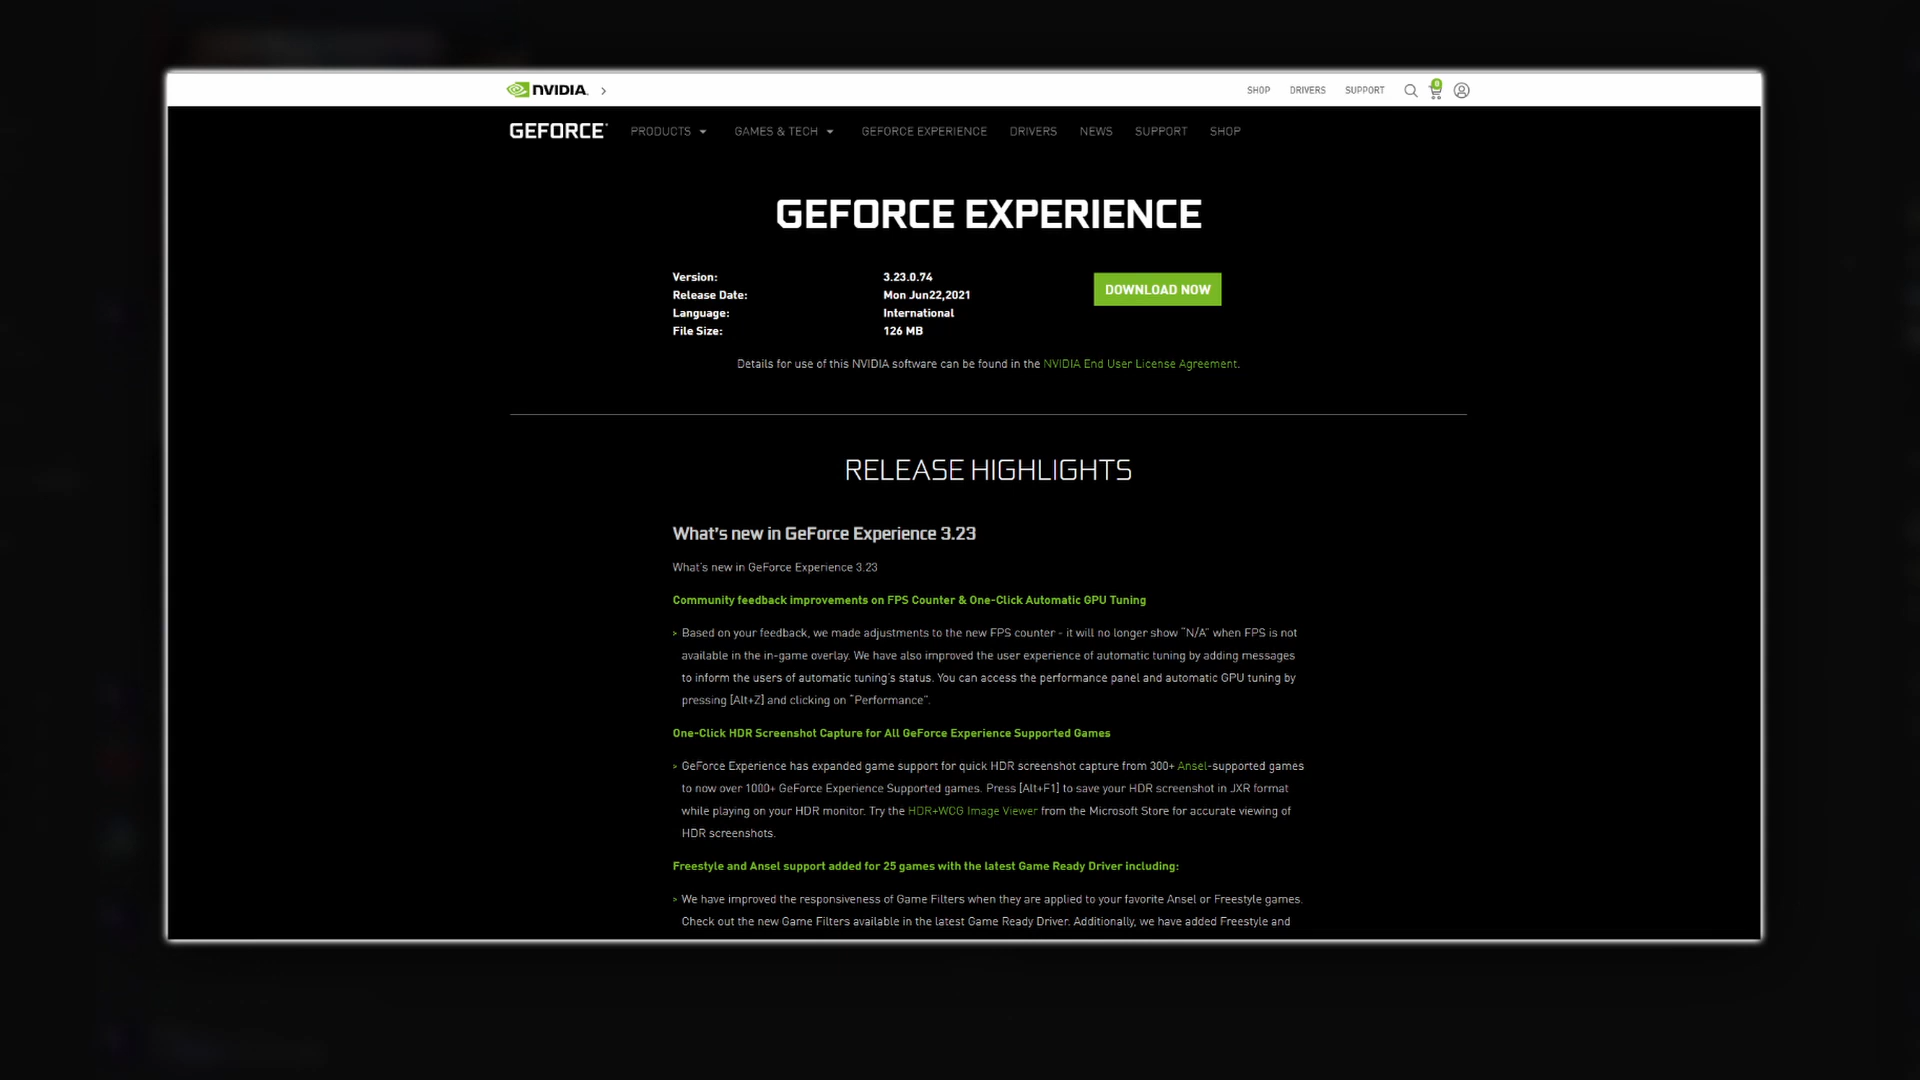 NVIDIA.
SHOP DRIVERS SUPPORT 0
GEFORCE PRODUCTS GAMES & TECH GEFORCE EXPERIENCE DRIVERS NEWS SUPPORT SHOP
GEFORCE EXPERIENCE
Version: 3.23.0.74
Release Date: Mon Jun22,2021
Language: International
File Size: 126 MB
DOWNLOAD NOW
Details for use of this NVIDIA software can be found in the NVIDIA End User License Agreement.
RELEASE HIGHLIGHTS
What's new in GeForce Experience 3.23
What's new in GeForce Experience 3.23
Community feedback improvements on FPS Counter & One-Click Automatic GPU Tuning
> Based on your feedback, we made adjustments to the new FPS counter - it will no longer show "N/A" when FPS is not
available in the in-game overlay. We have also improved the user experience of automatic tuning by adding messages
to inform the users of automatic tuning's status. You can access the performance panel and automatic GPU tuning by
pressing [Alt+Z] and clicking on "Performance".
One-Click HDR Screenshot Capture for All GeForce Experience Supported Games
> GeForce Experience has expanded game support for quick HDR screenshot capture from 300+ Ansel-supported games
to now over 1000+ GeForce Experience Supported games. Press [Alt+F1] to save your HDR screenshot in JXR format
while playing on your HDR monitor. Try the HDR+WCG Image Viewer from the Microsoft Store for accurate viewing of
HDR screenshots.
Freestyle and Ansel support added for 25 games with the latest Game Ready Driver including:
> We have improved the responsiveness of Game Filters when they are applied to your favorite Ansel or Freestyle games.
Check out the new Game Filters available in the latest Game Ready Driver. Additionally, we have added Freestyle and